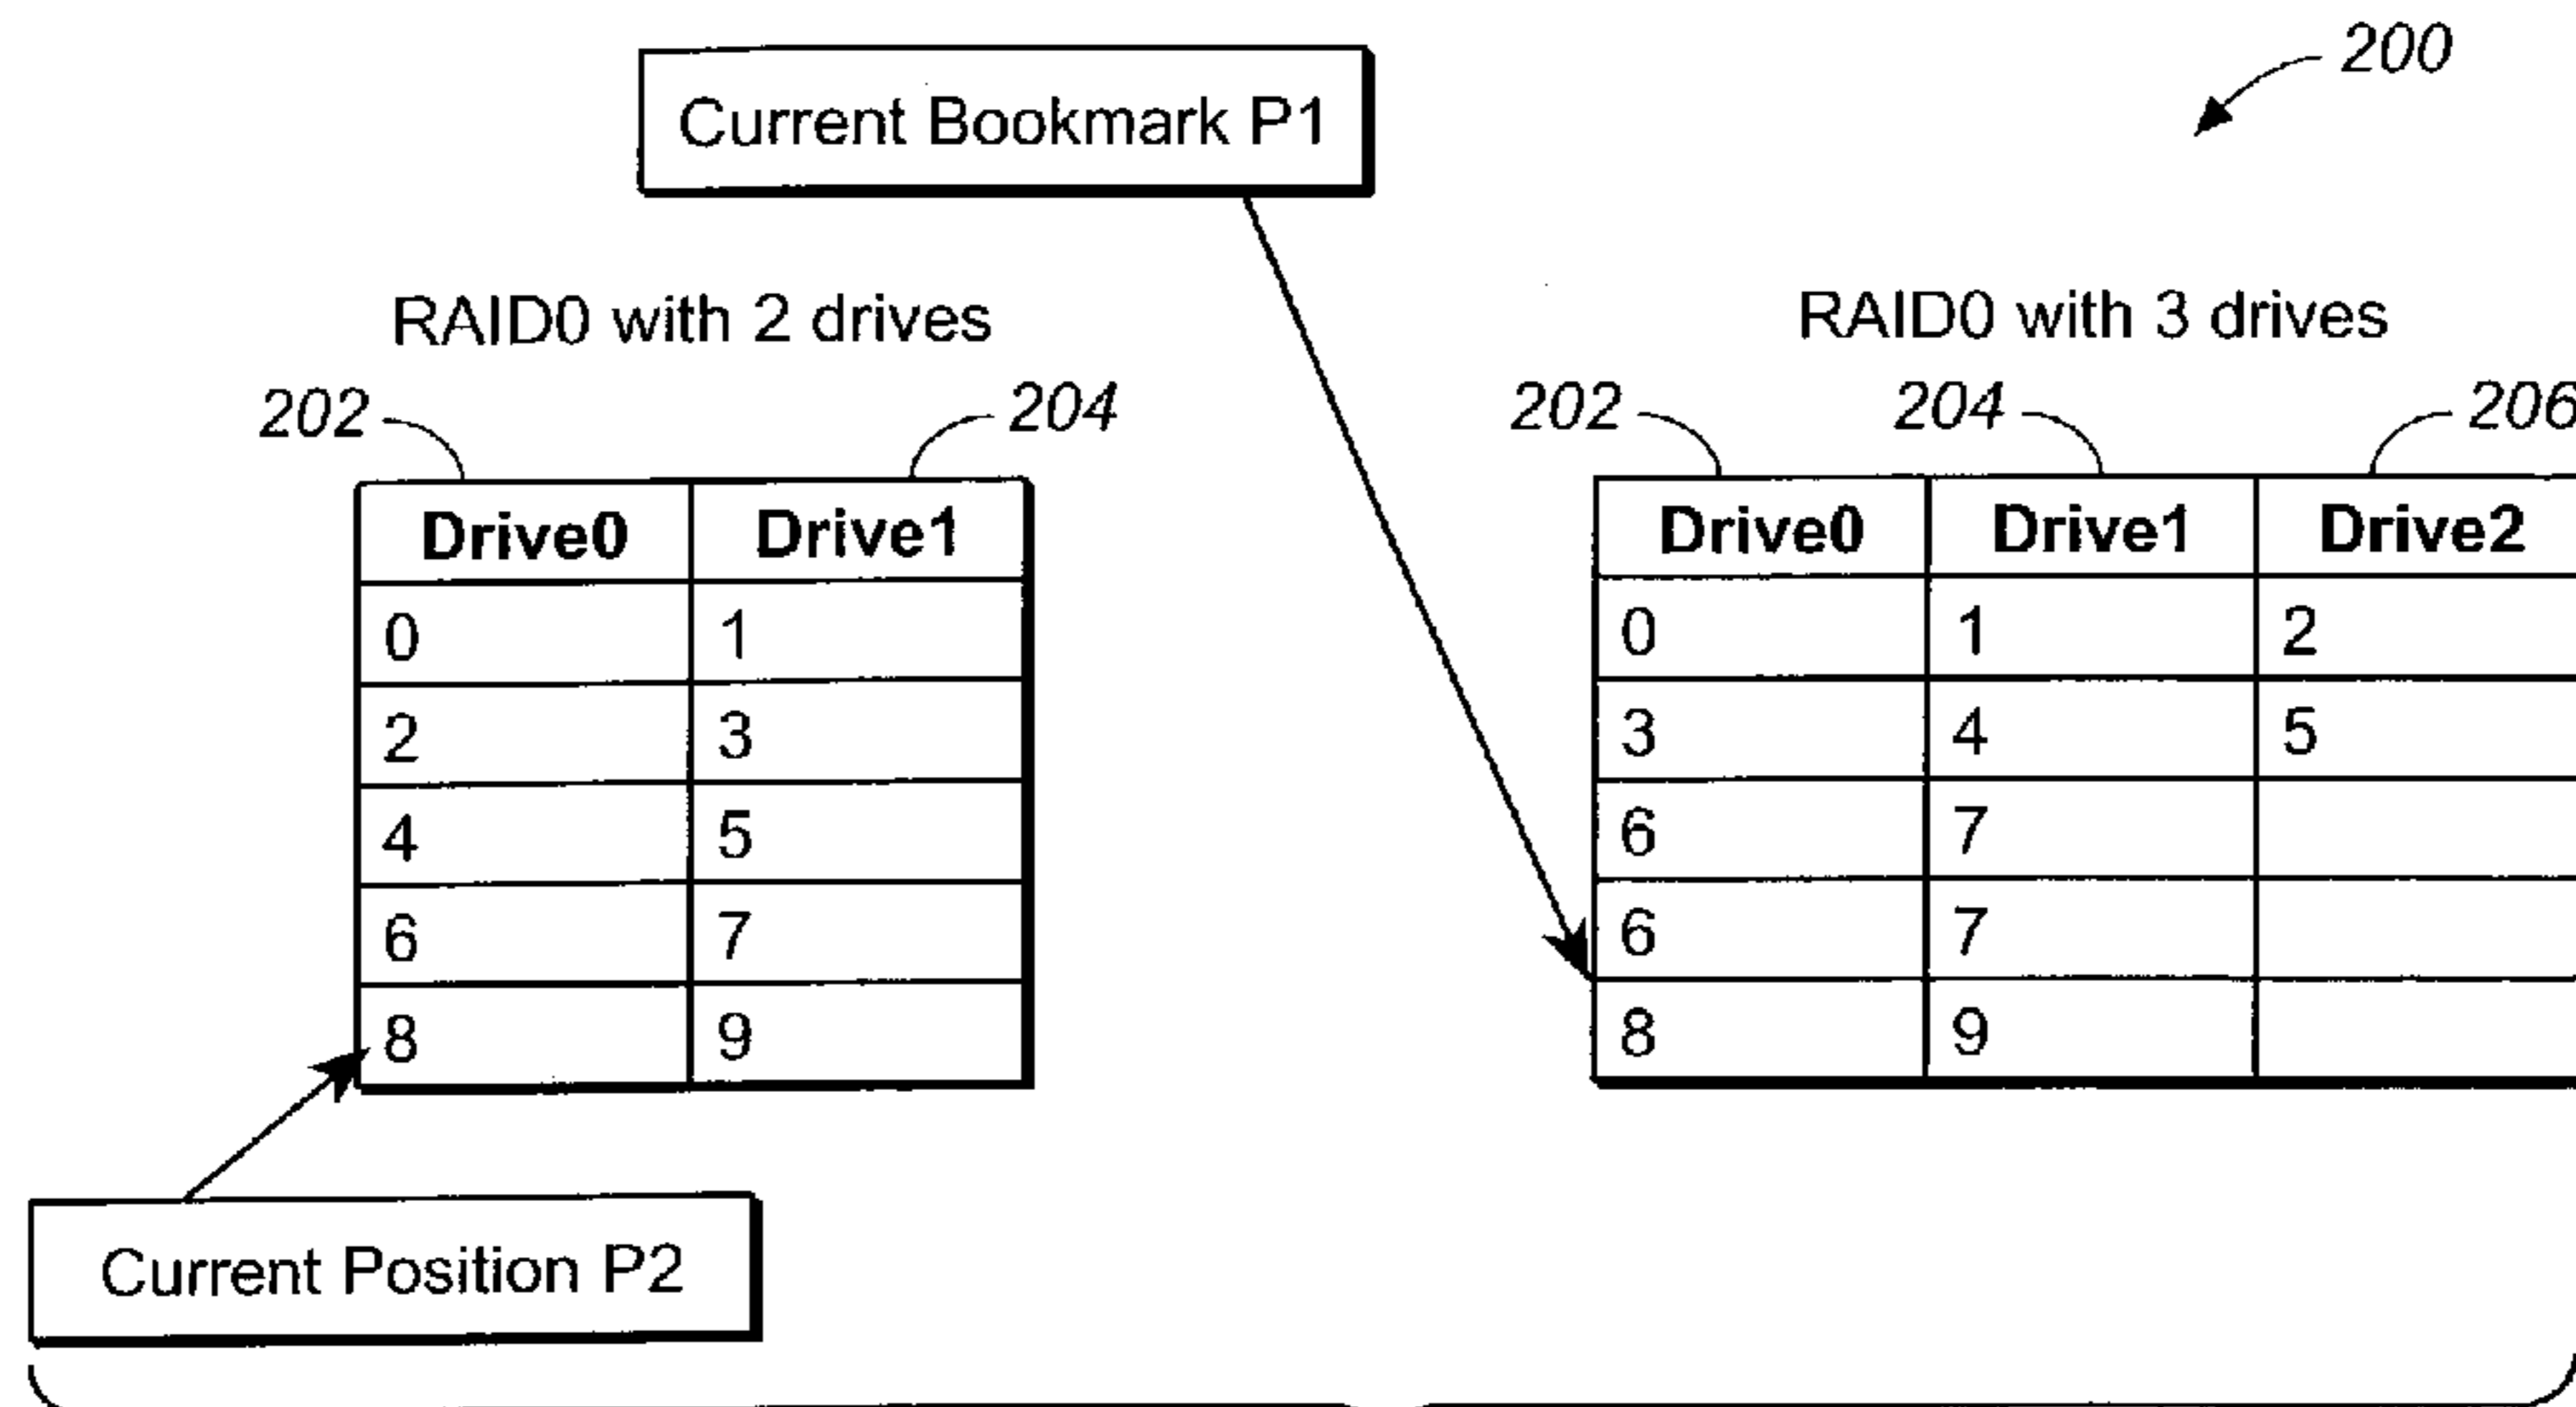 200
Current Bookmark P1
RAID0 with 2 drives
RAID0 with 3 drives
202 204
202 204 206
Drive0 Drive1
0 1
2 3
4 5
6 7
8 9
Drive0 Drive1 Drive2
0 1 2
3 4 5
6 7
6 7
8 9
Current Position P2